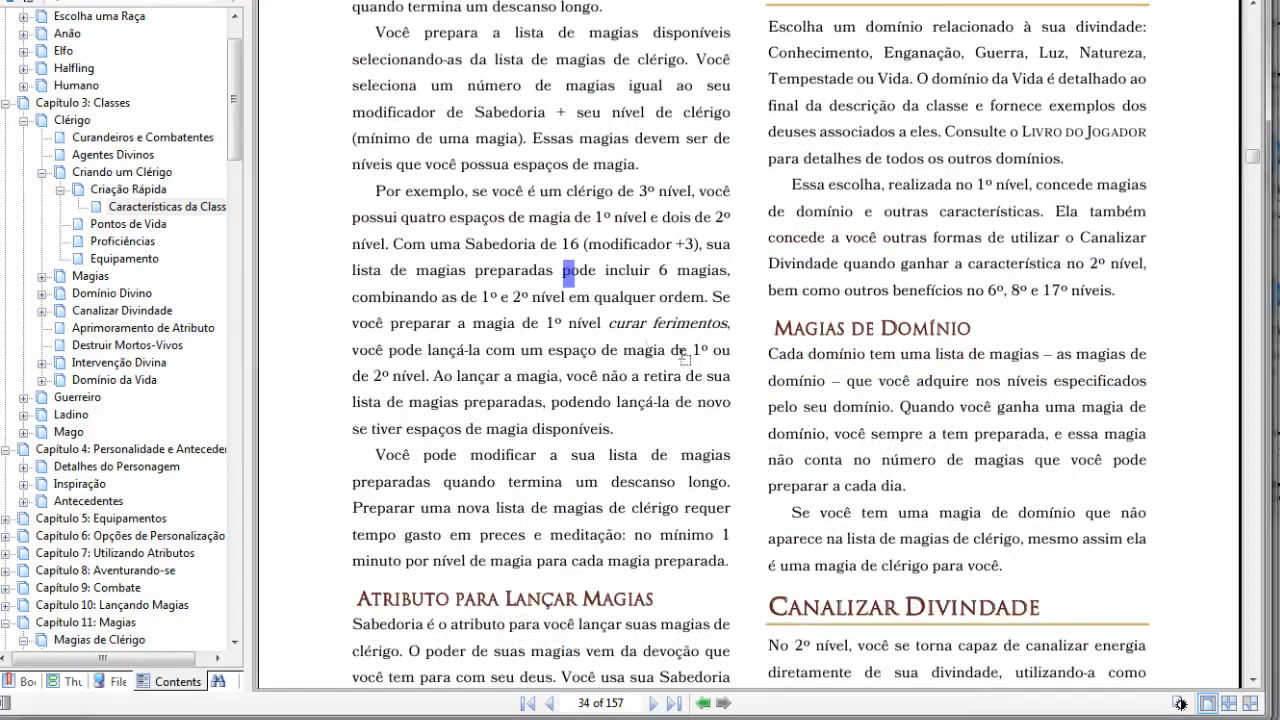 Escolha uma Raça
Anão
Elfo
Halfling
Humano
Capítulo 3: Classes
Clérigo
Curandeiros e Combatentes
Agentes Divinos
Criando um Clérigo
Criação Rápida
Características da Class
Pontos de Vida
Proficiências
Equipamento
Magias
Domínio Divino
Canalizar Divindade
Aprimoramento de Atributo
Destruir Mortos-Vivos
Intervenção Divina
Domínio da Vida
Guerreiro
Ladino
Mago
Capítulo 4: Personalidade e Anteceder
Detalhes do Personagem
Inspiração
Antecedentes
Capítulo 5: Equipamentos
Capítulo 6: Opções de Personalização
Capítulo 7: Utilizando Atributos
Capítulo 8: Aventurando-se
Capítulo 9: Combate
Capítulo 10: Lançando Magias
Capítulo 11: Magias
Magias de Clérigo
Bo
Thu
File
Contents
quando termina um descanso longo.
Você prepara a lista de magias disponíveis
selecionando-as da lista de magias de clérigo. Você
seleciona um número de magias igual ao seu
modificador de Sabedoria + seu nível de clérigo
(mínimo de uma magia). Essas magias devem ser de
níveis que você possua espaços de magia.
Por exemplo, se você é um clérigo de 3º nível, você
possui quatro espaços de magia de 1º nível e dois de 2º
nível. Com uma Sabedoria de 16 (modificador +3), sua
lista de magias preparadas pode incluir 6 magias,
combinando as de 1º e 2º nível em qualquer ordem. Se
você preparar a magia de 1º nível curar ferimentos,
você pode lançá-la com um espaço de magia de 1º ou
de 2º nível. Ao lançar a magia, você não a retira de sua
lista de magias preparadas, podendo lançá-la de novo
se tiver espaços de magia disponíveis.
Você pode modificar a sua lista de magias
preparadas quando termina um descanso longo.
Preparar uma nova lista de magias de clérigo requer
tempo gasto em preces e meditação: no mínimo 1
minuto por nível de magia para cada magia preparada.
ATRIBUTO PARA LANÇAR MAGIAS
Sabedoria é o atributo para você lançar suas magias de
clérigo. O poder de suas magias vem da devoção que
você tem para com seu deus. Você usa sua Sabedoria
Escolha um domínio relacionado à sua divindade:
Conhecimento, Enganação, Guerra, Luz, Natureza,
Tempestade ou Vida. O domínio da Vida é detalhado ao
final da descrição da classe e fornece exemplos dos
deuses associados a eles. Consulte o LIVRO DO JOGADOR
para detalhes de todos os outros domínios.
Essa escolha, realizada no 1º nível, concede magias
de domínio e outras características. Ela também
concede a você outras formas de utilizar o Canalizar
Divindade quando ganhar a característica no 2º nível,
bem como outros benefícios no 6º, 8º e 17º níveis.
MAGIAS DE DOMÍNIO
Cada domínio tem uma lista de magias – as magias de
domínio – que você adquire nos níveis especificados
pelo seu domínio. Quando você ganha uma magia de
domínio, você sempre a tem preparada, e essa magia
não conta no número de magias que você pode
preparar a cada dia.
Se você tem uma magia de domínio que não
aparece na lista de magias de clérigo, mesmo assim ela
é uma magia de clérigo para você.
CANALIZAR DIVINDADE
No 2º nível, você se torna capaz de canalizar energia
diretamente de sua divindade, utilizando-a como
34 of 157